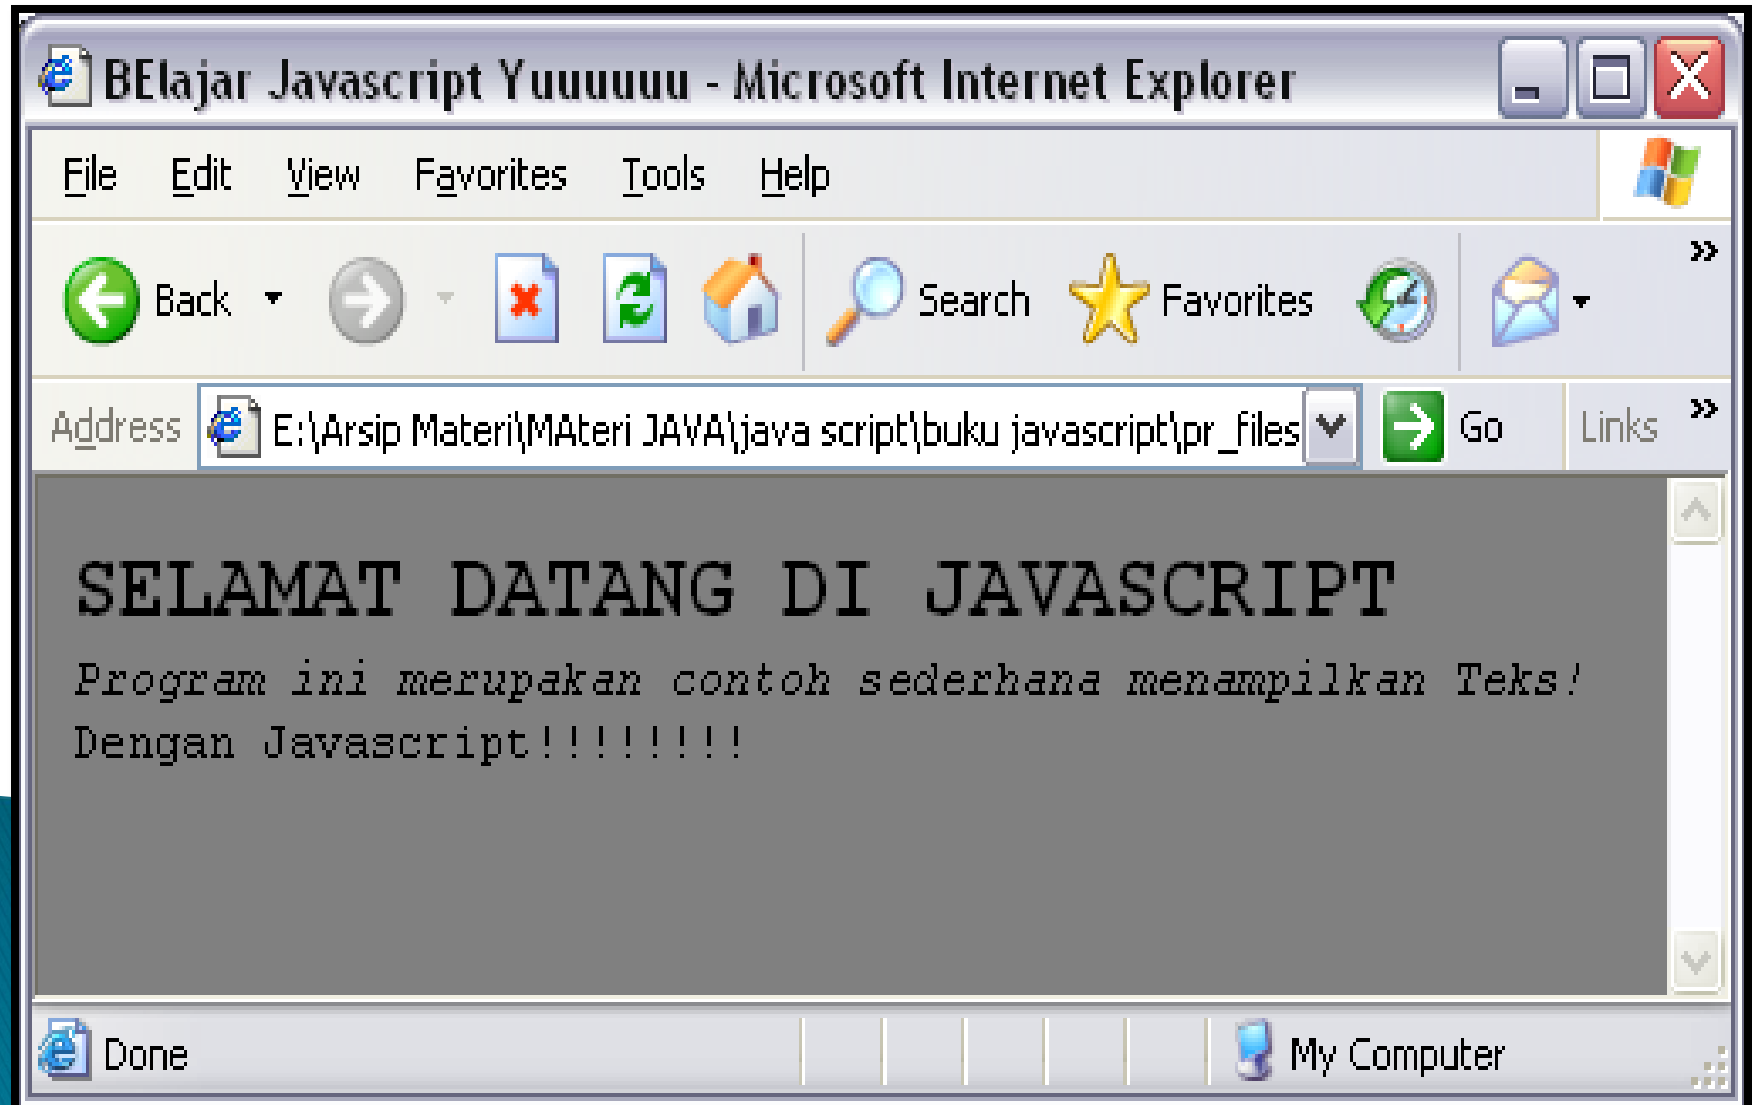 BElajar Javascript Yuuuuuu - Microsoft Internet Explorer
File Edit View Favorites Tools Help
Back Search Favorites
Address E:\Arsip Materi\MAteri JAVA\java script\buku javascript\pr_files Go Links
SELAMAT DATANG DI JAVASCRIPT
Program ini merupakan contoh sederhana menampilkan Teks!
Dengan Javascript!!!!!!!!
Done My Computer